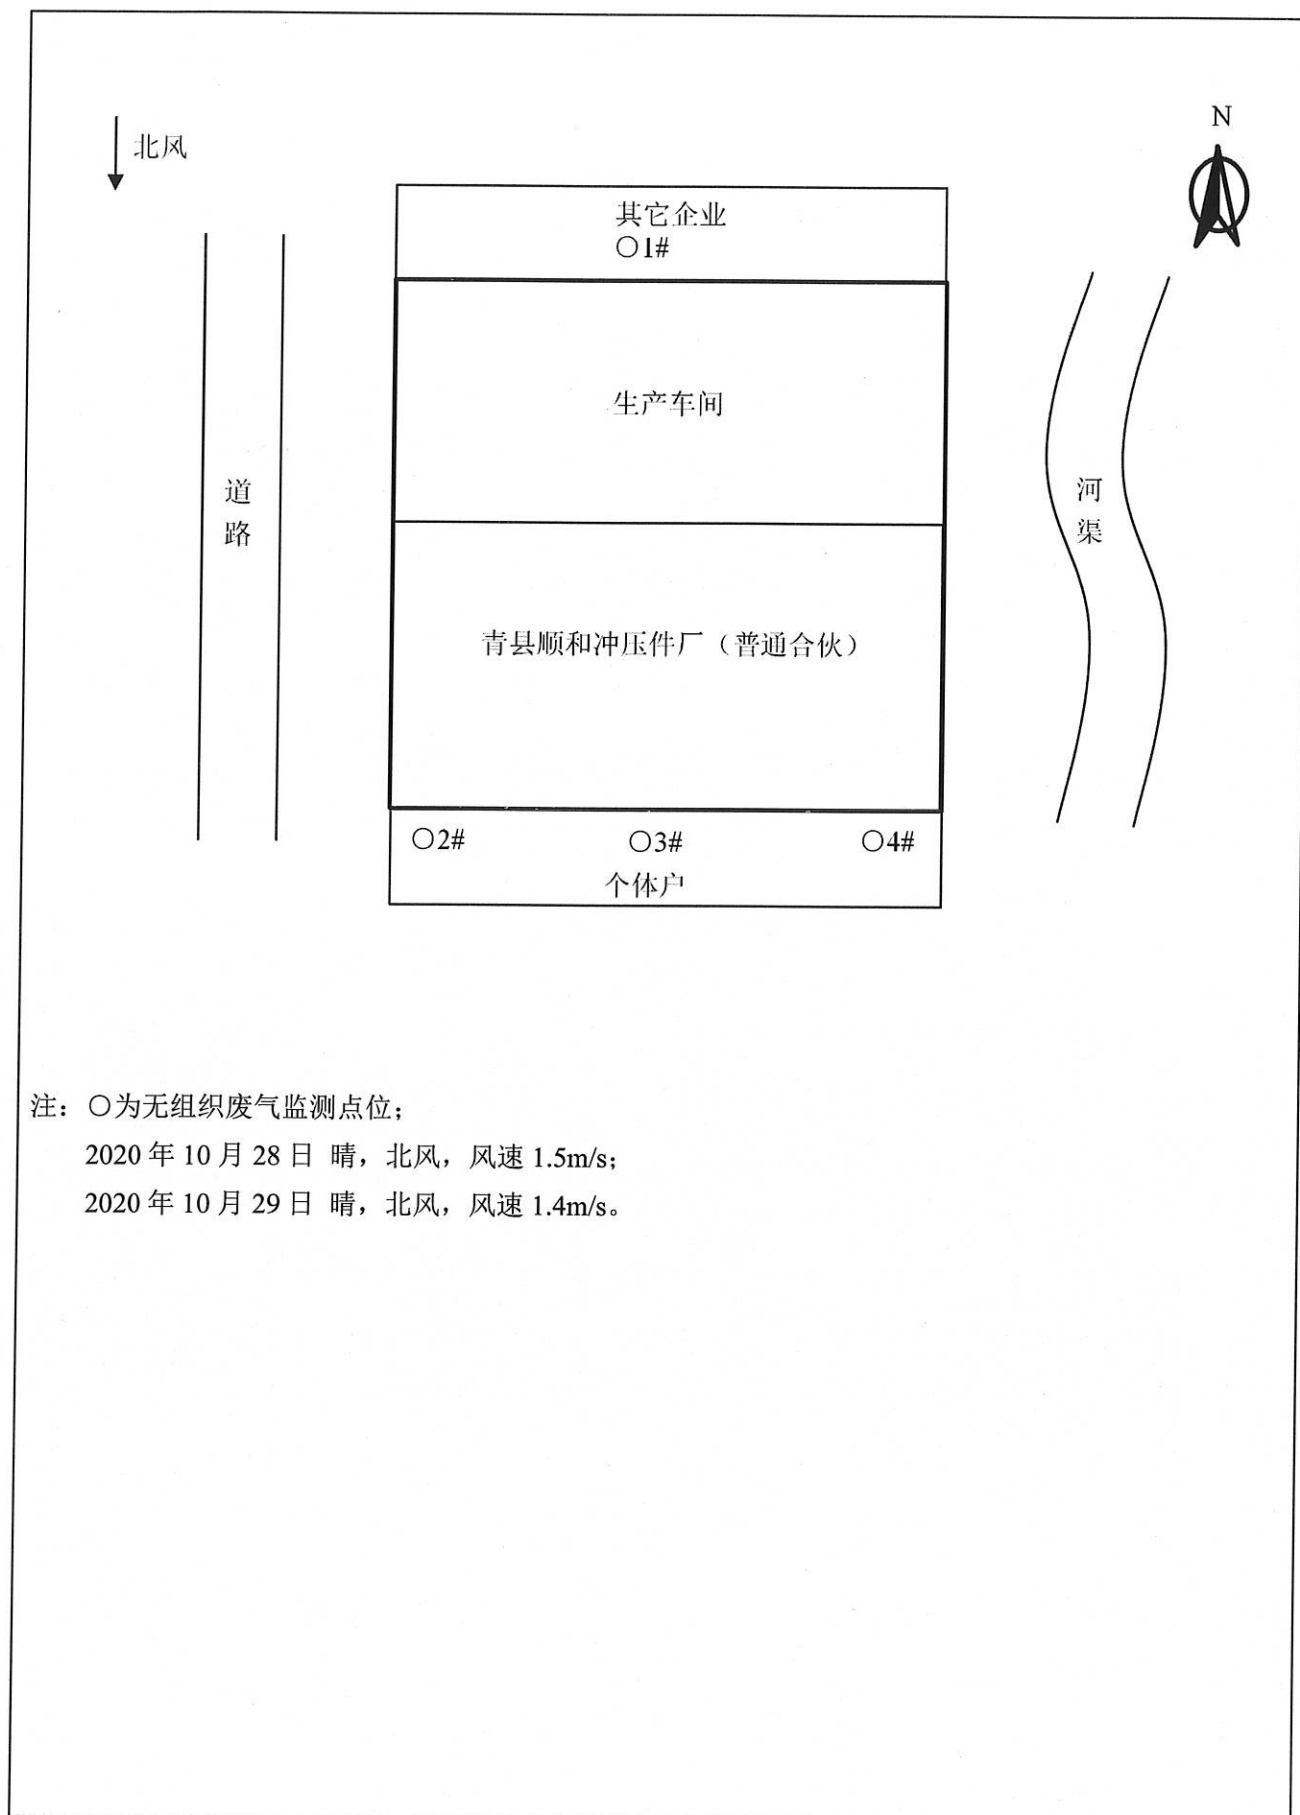 N
北风
其它企业
○1#
生产车间
道路
河渠
青县顺和冲压件厂（普通合伙）
○2# ○3# ○4#
个体户
注：○为无组织废气监测点位；
2020 年 10 月 28 日 晴，北风，风速 1.5m/s；
2020 年 10 月 29 日 晴，北风，风速 1.4m/s。